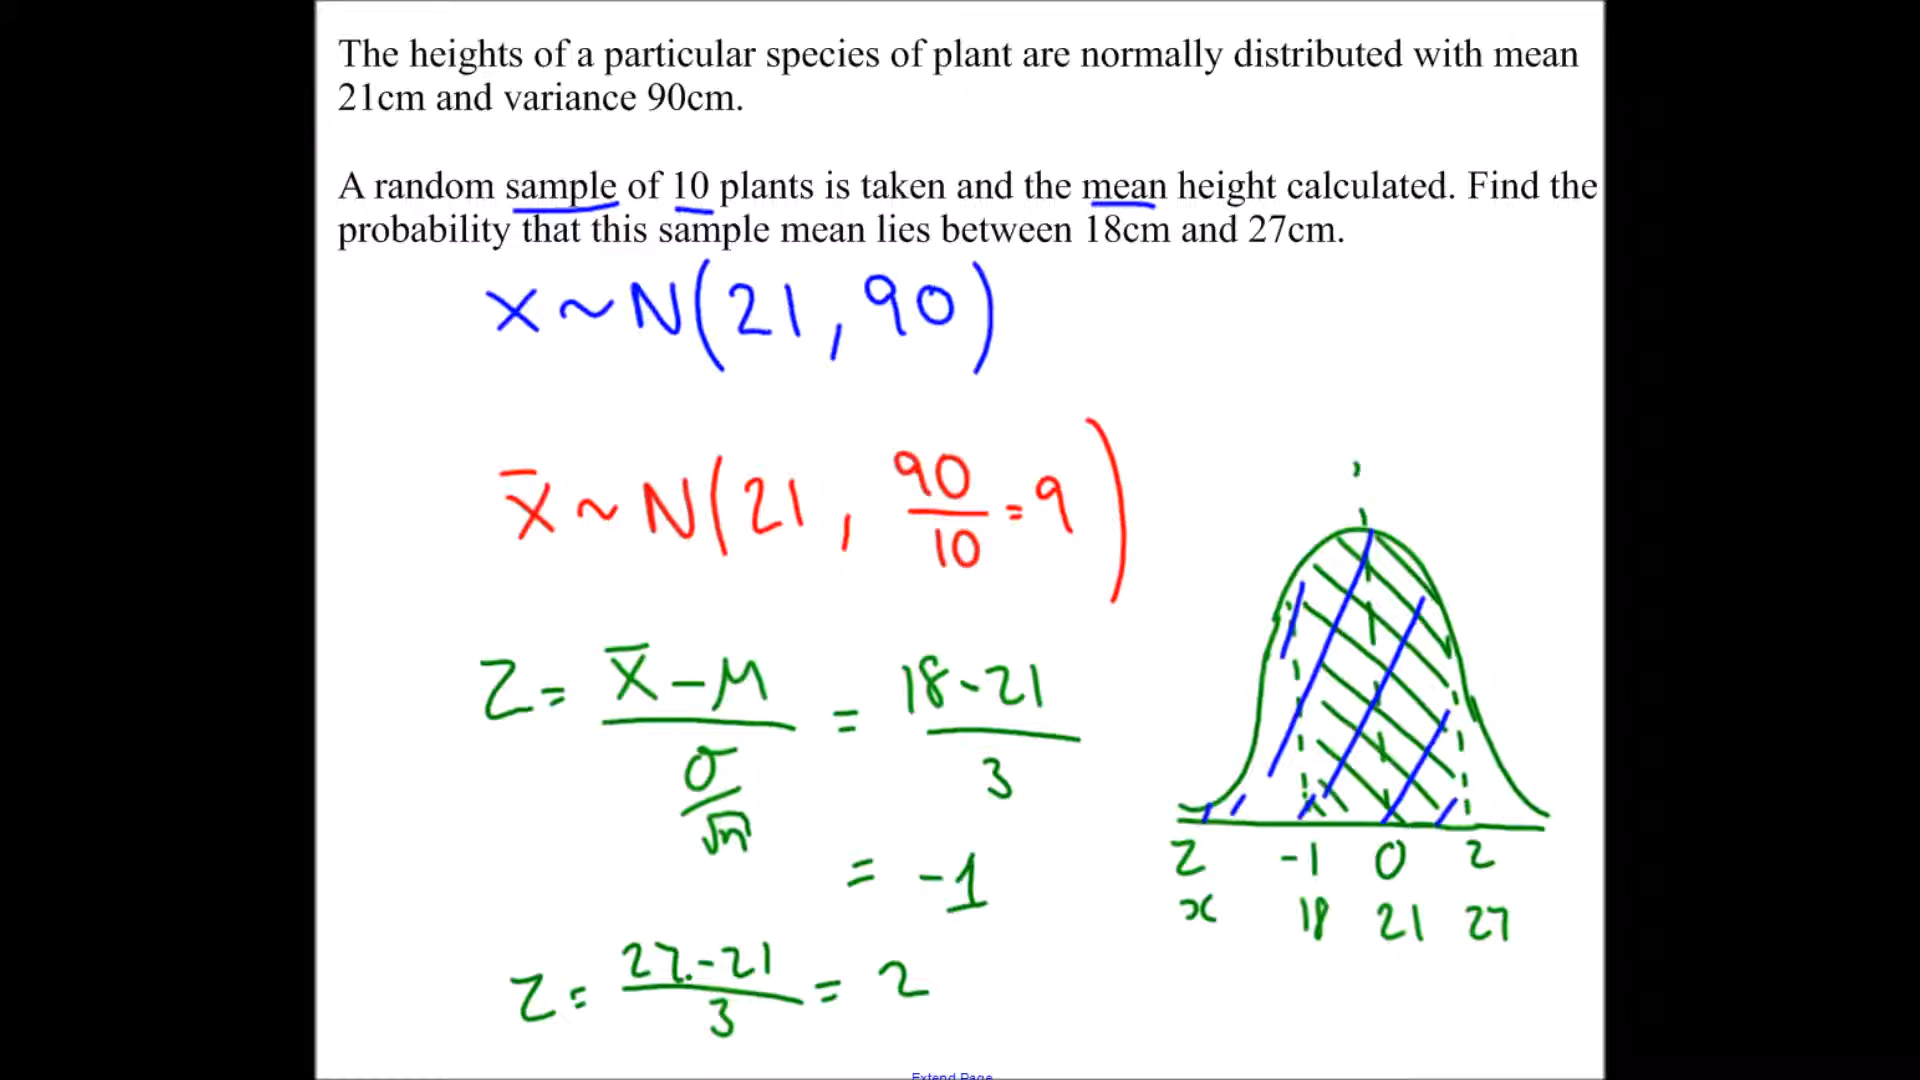 The heights of a particular species of plant are normally distributed with mean
21cm and variance 90cm.
A random sample of 10 plants is taken and the mean height calculated. Find the
probability that this sample mean lies between 18cm and 27cm.
X ~ N(21, 90)
X̄ ~ N(21, 90/10 = 9)
Z = (X̄ - μ)/(σ/√n) = (18 - 21)/3
= -1
Z = (27 - 21)/3 = 2
Z -1 0 2
x 18 21 27
Extend Page